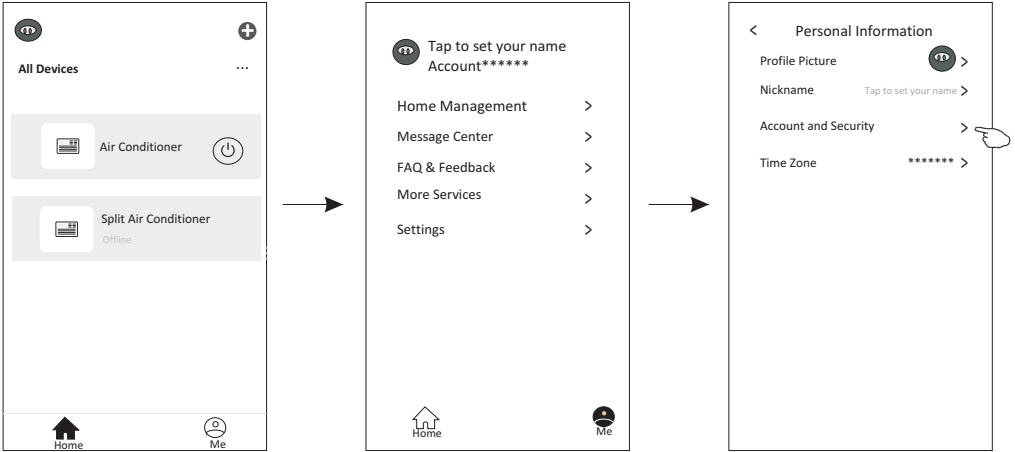 All Devices
...
Air Conditioner
Split Air Conditioner
Offline
Home
Me
Tap to set your name
Account******
Home Management >
Message Center >
FAQ & Feedback >
More Services >
Settings >
Home
Me
< Personal Information
Profile Picture >
Nickname Tap to set your name >
Account and Security >
Time Zone ******* >